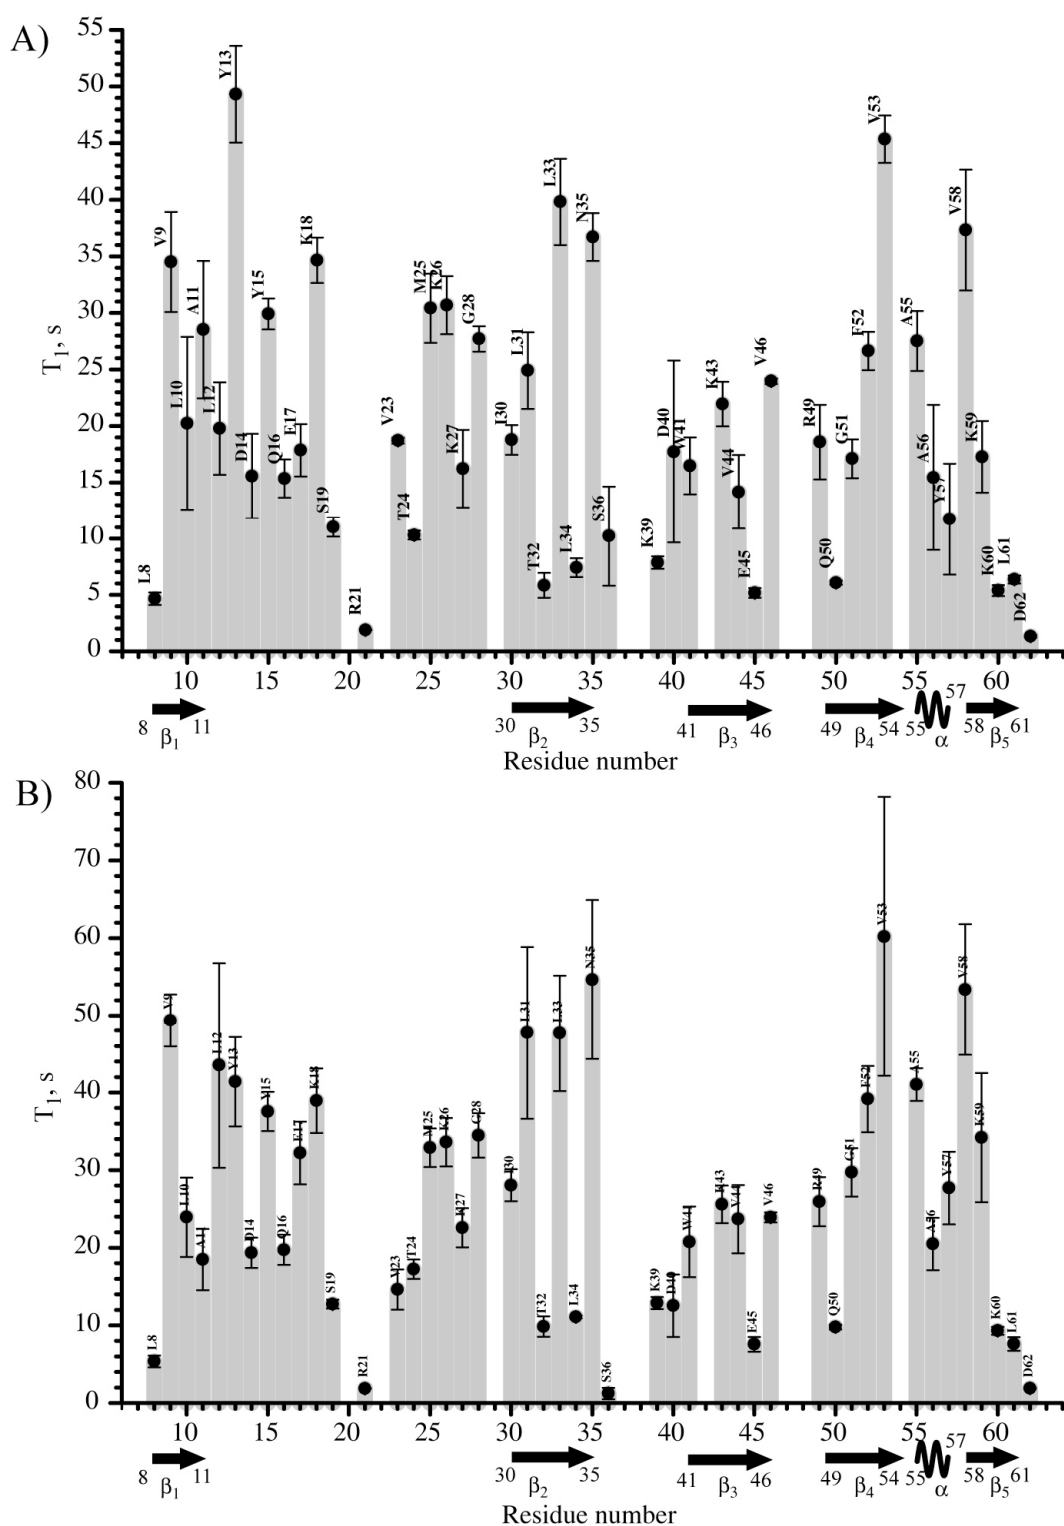 A)
T1, s
55
50
45
40
35
30
25
20
15
10
5
0
L8 V9 L10 A11 L12 Y13 D14 Y15 Q16 E17 K18 S19 R21 V23 T24 M25 K26 K27 G28 I30 L31 T32 L33 L34 N35 S36 K39 D40 W41 K43 V44 E45 V46 R49 Q50 G51 F52 V53 A55 A56 Y57 V58 K59 K60 L61 D62
10 15 20 25 30 35 40 45 50 55 60
8 β1 11 30 β2 35 41 β3 46 49 β4 54 55 α 57 58 β5 61
Residue number
B)
T1, s
80
70
60
50
40
30
20
10
0
L8 V9 L10 A11 L12 Y13 D14 Y15 Q16 E17 K18 S19 R21 V23 T24 M25 K26 K27 G28 I30 L31 T32 L33 L34 N35 S36 K39 D40 W41 V44 E45 V46 R49 Q50 G51 F52 V53 A55 A56 Y57 V58 K59 K60 L61 D62
10 15 20 25 30 35 40 45 50 55 60
8 β1 11 30 β2 35 41 β3 46 49 β4 54 55 α 57 58 β5 61
Residue number